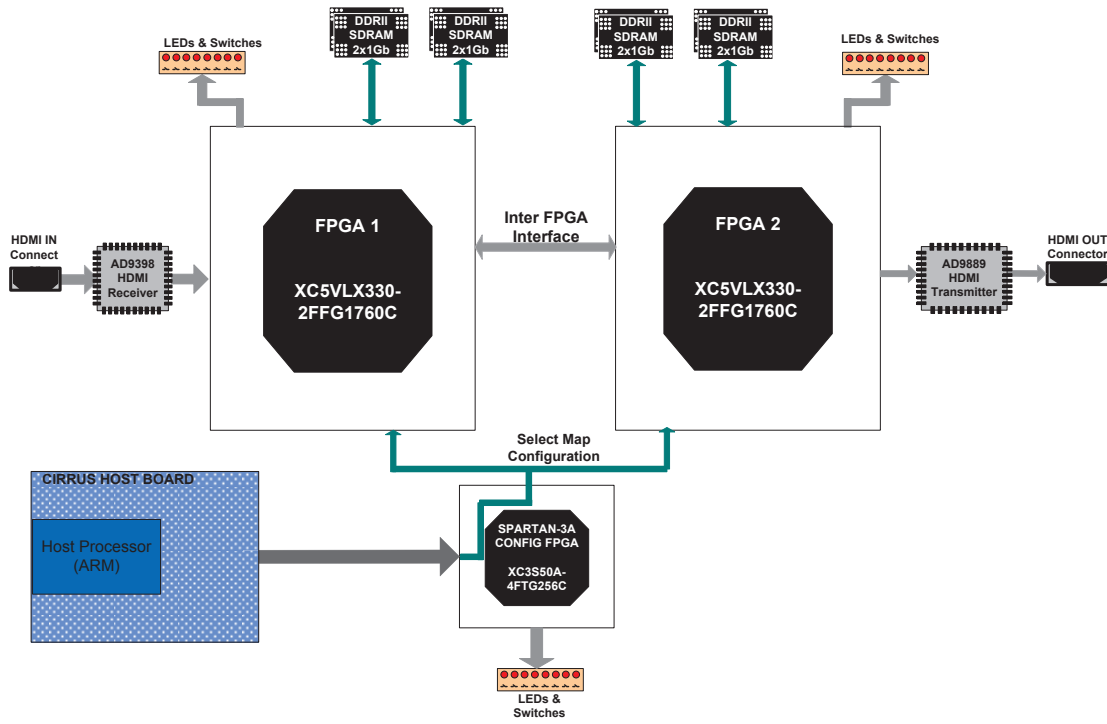 LEDs & Switches
DDRII
SDRAM
2x1Gb
DDRII
SDRAM
2x1Gb
DDRII
SDRAM
2x1Gb
DDRII
SDRAM
2x1Gb
LEDs & Switches
HDMI IN
Connect
AD9398
HDMI
Receiver
FPGA 1
XC5VLX330-
2FFG1760C
Inter FPGA
Interface
FPGA 2
XC5VLX330-
2FFG1760C
AD9889
HDMI
Transmitter
HDMI OUT
Connector
Select Map
Configuration
CIRRUS HOST BOARD
Host Processor
(ARM)
SPARTAN-3A
CONFIG FPGA
XC3S50A-
4FTG256C
LEDs &
Switches